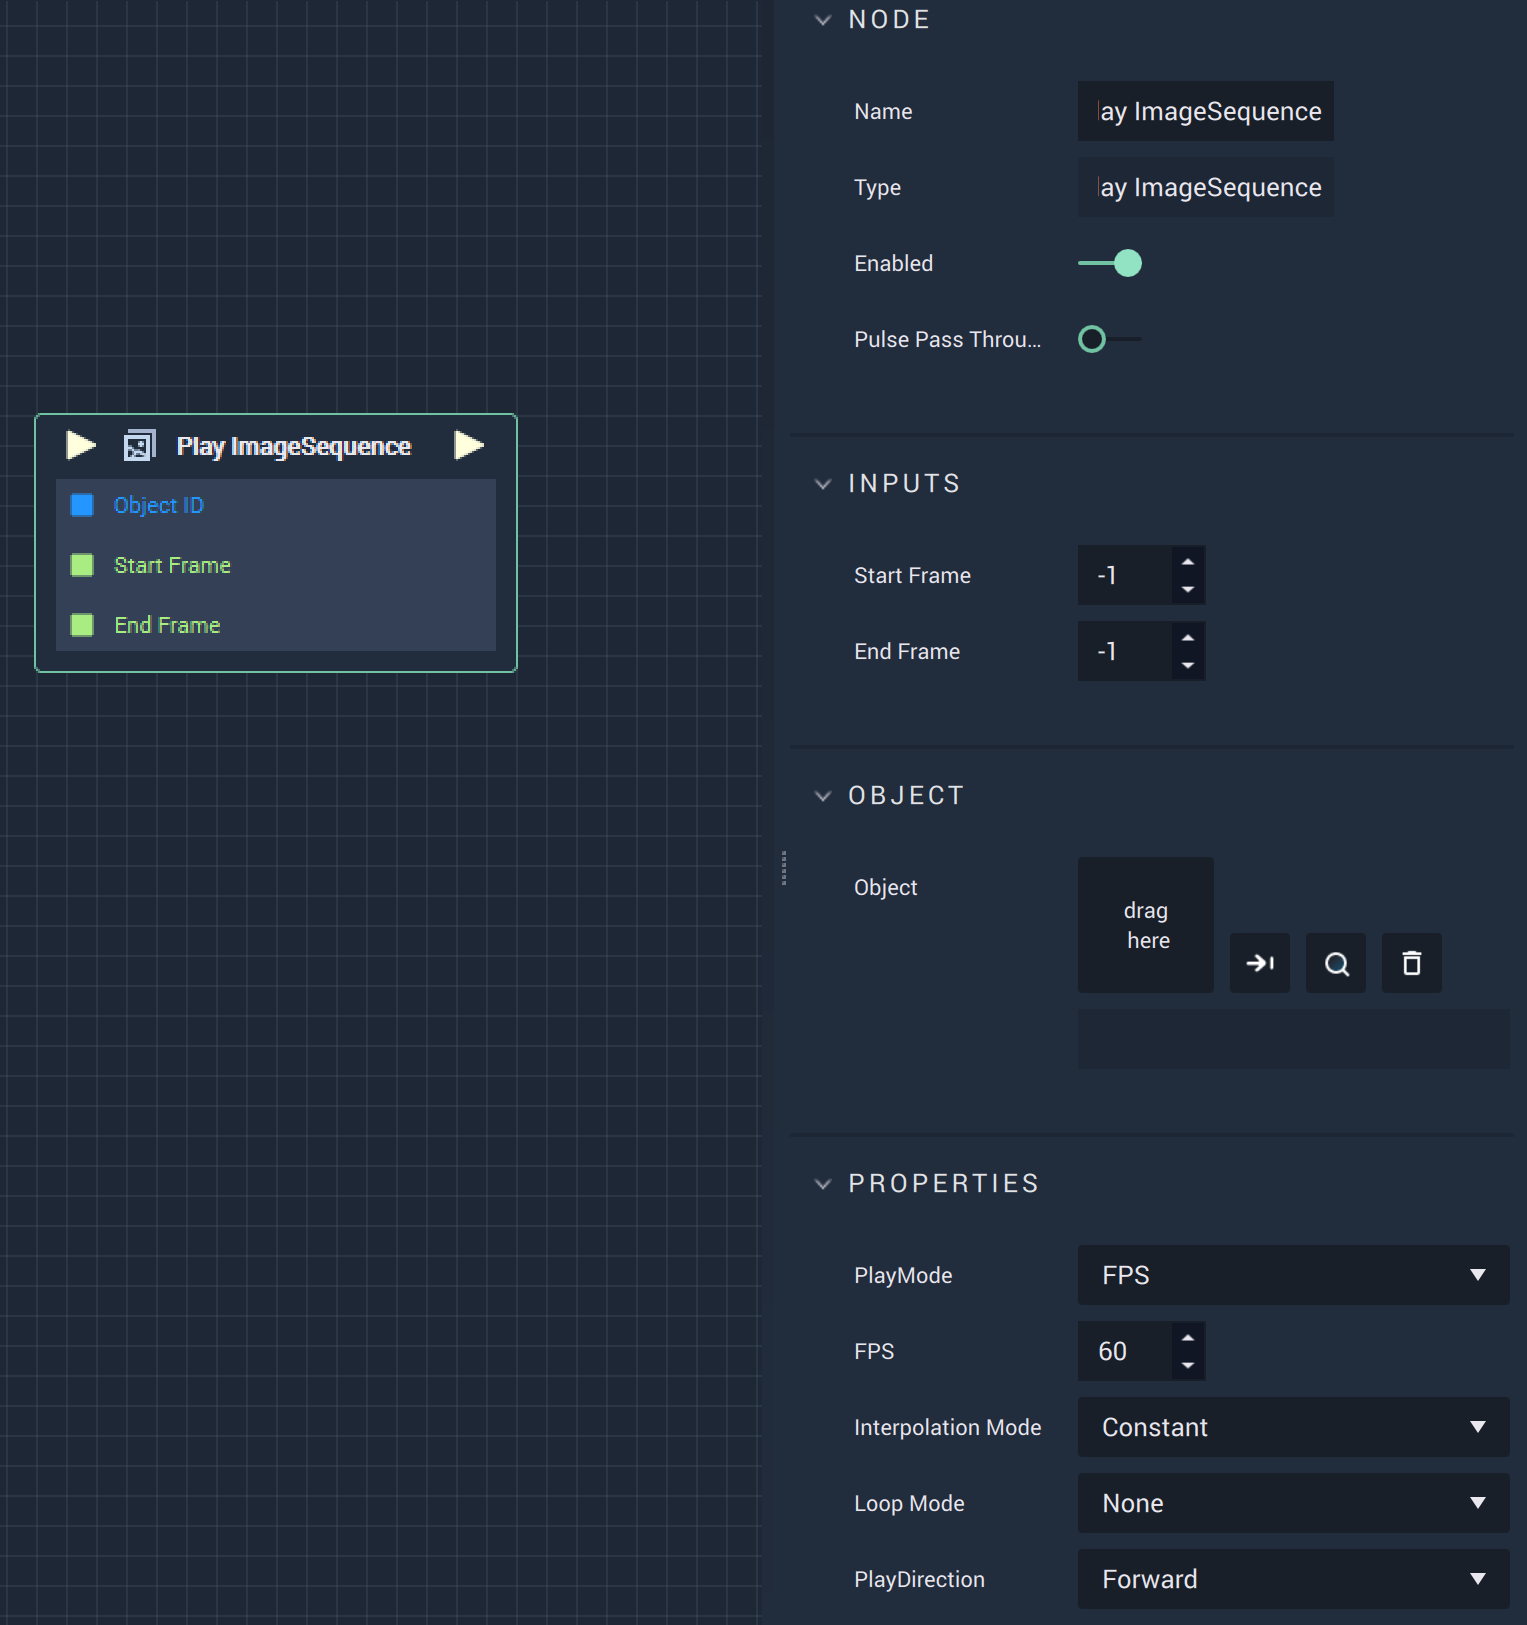 Play ImageSequence
Object ID
Start Frame
End Frame
NODE
Name
ay ImageSequence
Type
ay ImageSequence
Enabled
Pulse Pass Throu...
INPUTS
Start Frame
-1
End Frame
-1
OBJECT
Object
drag
here
PROPERTIES
PlayMode
FPS
FPS
60
Interpolation Mode
Constant
Loop Mode
None
PlayDirection
Forward